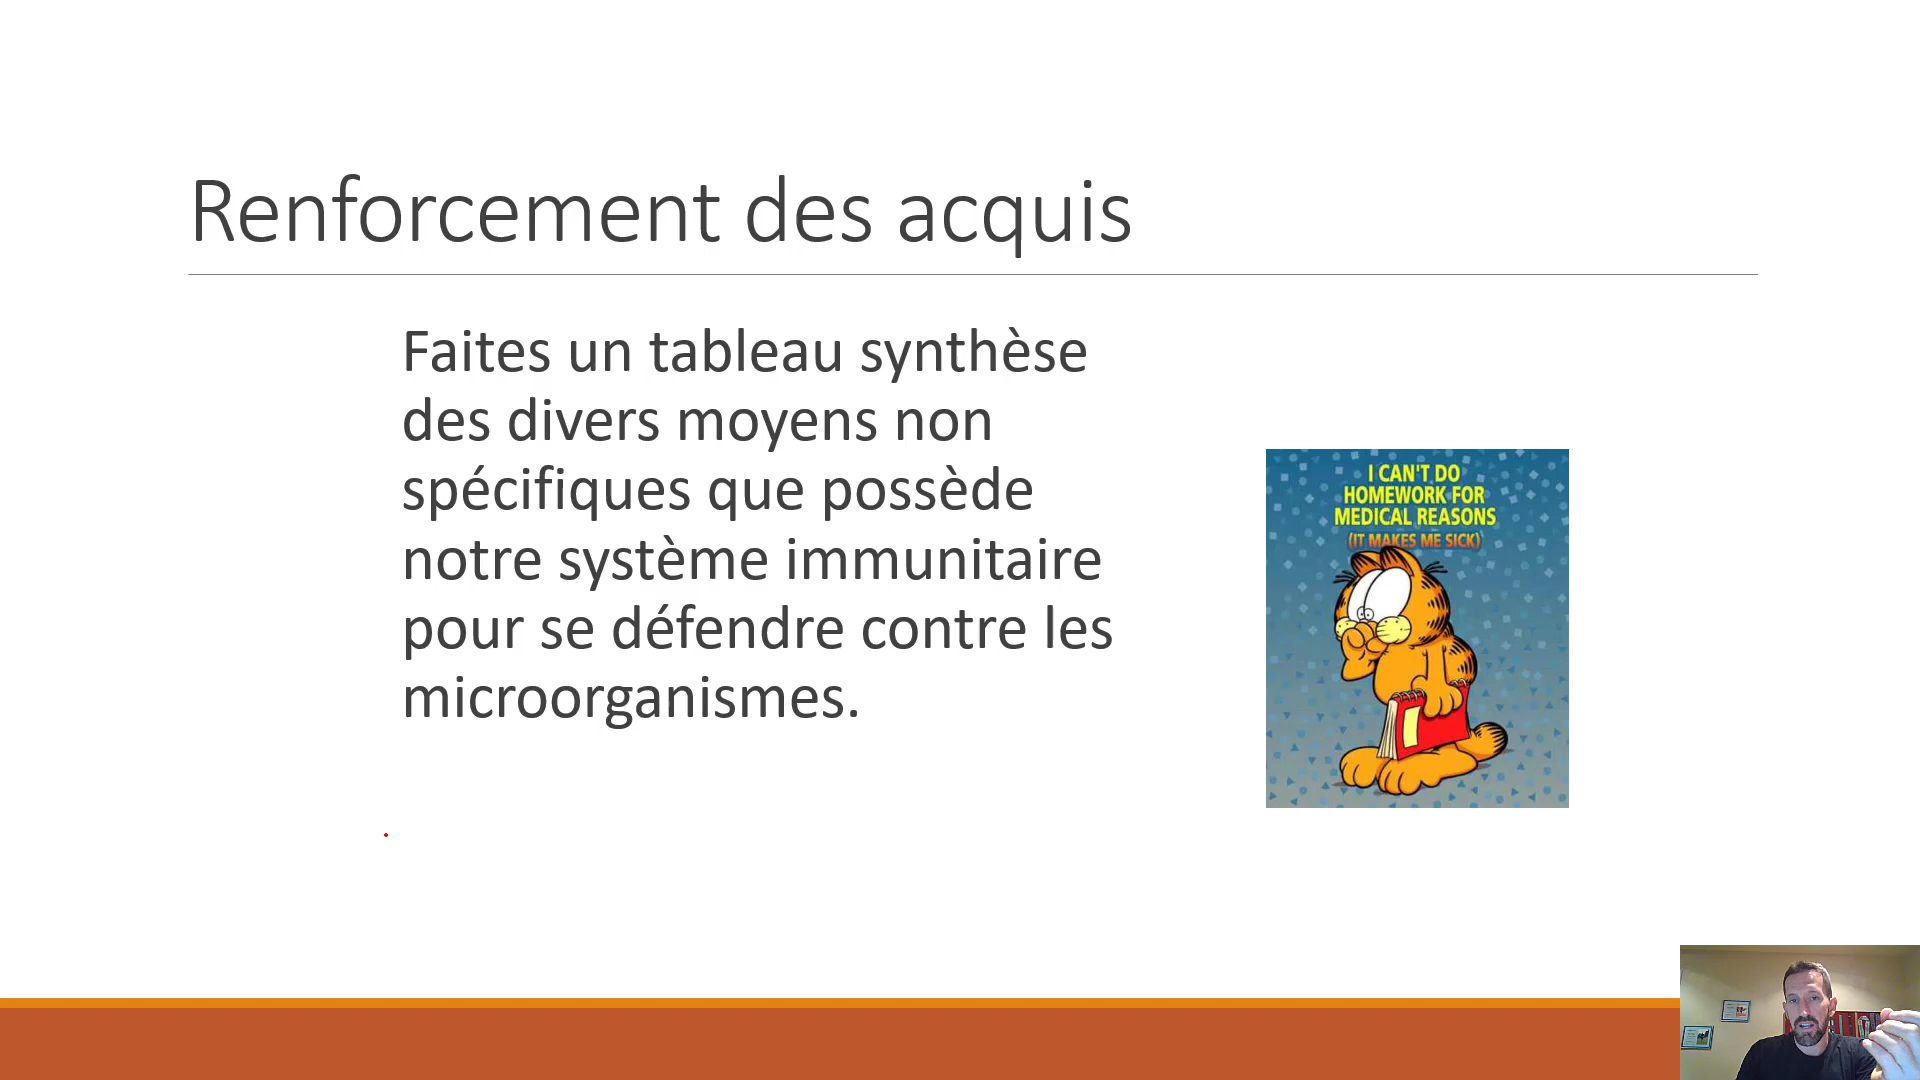 Renforcement des acquis
Faites un tableau synthèse
des divers moyens non
spécifiques que possède
notre système immunitaire
pour se défendre contre les
microorganismes.
I CAN'T DO
HOMEWORK FOR
MEDICAL REASONS
(IT MAKES ME SICK)